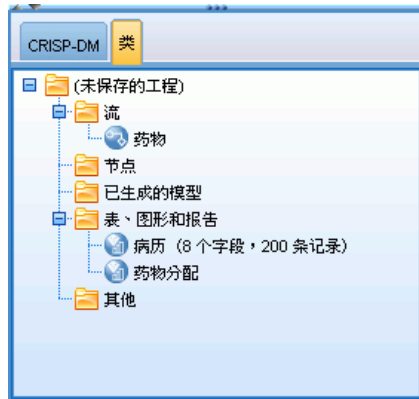 CRISP-DM 类
(未保存的工程)
流
药物
节点
已生成的模型
表、图形和报告
病历（8 个字段，200 条记录）
药物分配
其他